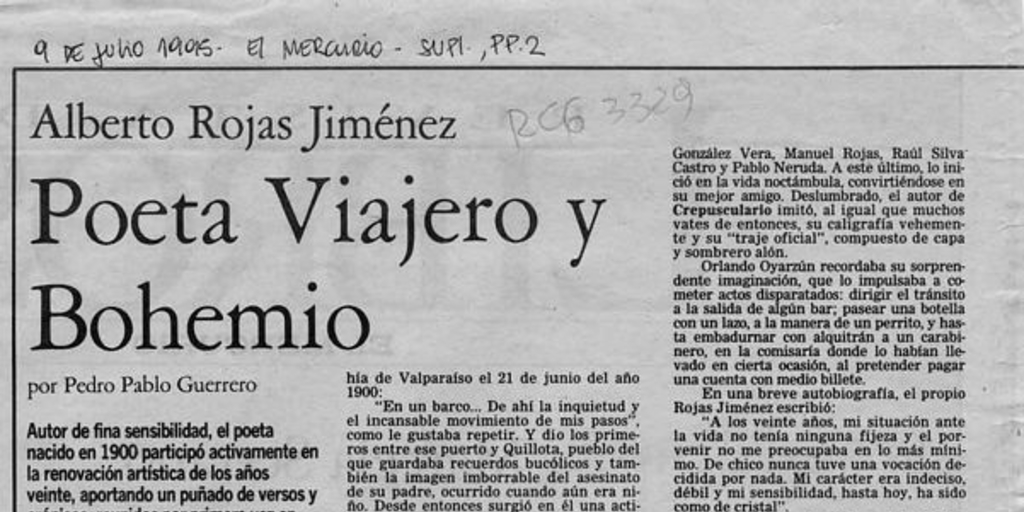 9 DE JULIO 1995- El MERCURIO - SUPl., PP.2
RCG 3329
Alberto Rojas Jiménez
Poeta Viajero y
Bohemio
por Pedro Pablo Guerrero
Autor de fina sensibilidad, el poeta
nacido en 1900 participó activamente en
la renovación artística de los años
veinte, aportando un puñado de versos y
hía de Valparaíso el 21 de junio del año
1900:
"En un barco... De ahí la inquietud y
el incansable movimiento de mis pasos",
como le gustaba repetir. Y dio los prime-
ros entre ese puerto y Quillota, pueblo del
que guardaba recuerdos bucólicos y tam-
bién la imagen imborrable del asesinato
de su padre, ocurrido cuando aún era ni-
ño. Desde entonces surgió en él una acti-
González Vera, Manuel Rojas, Raúl Silva
Castro y Pablo Neruda. A este último, lo ini-
ció en la vida noctámbula, convirtiéndose en
su mejor amigo. Deslumbrado, el autor de
Crepusculario imitó, al igual que muchos
vates de entonces, su caligrafía vehemen-
te y su "traje oficial", compuesto de capa
y sombrero alón.
Orlando Oyarzún recordaba su sorpren-
dente imaginación, que lo impulsaba a co-
meter actos disparatados: dirigir el tránsito
a la salida de algún bar; pasear una botella
con un lazo, a la manera de un perrito, y has-
ta embadurnar con alquitrán a un carabi-
nero, en la comisaría donde lo habían lle-
vado en cierta ocasión, al pretender pagar
una cuenta con medio billete.
En una breve autobiografía, el propio
Rojas Jiménez escribió:
"A los veinte años, mi situación ante
la vida no tenía ninguna fijeza y el por-
venir no me preocupaba en lo más míni-
mo. De chico nunca tuve una vocación de-
cidida por nada. Mi carácter era indeciso,
débil y mi sensibilidad, hasta hoy, ha sido
como de cristal".